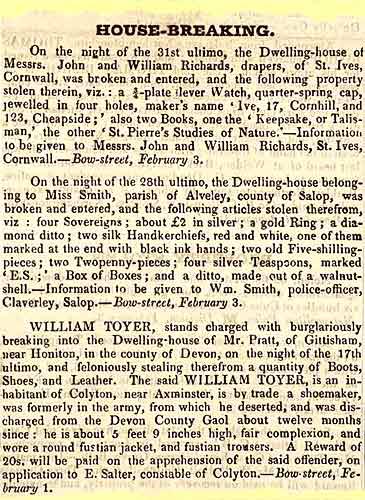 HOUSE-BREAKING.
On the night of the 31st ultimo, the Dwelling-house of
Messrs. John and William Richards, drapers, of St. Ives,
Cornwall, was broken and entered, and the following property
stolen therein, viz.: a ¾-plate lever Watch, quarter-spring cap,
jewelled in four holes, maker's name 'Ive, 17, Cornhill, and
123, Cheapside;' also two Books, one the 'Keepsake, or Talis-
man,' the other 'St. Pierre's Studies of Nature.'—Information
to be given to Messrs. John and William Richards, St. Ives,
Cornwall.—Bow-street, February 3.
On the night of the 28th ultimo, the Dwelling-house belong-
ing to Miss Smith, parish of Alveley, county of Salop, was
broken and entered, and the following articles stolen therefrom,
viz: four Sovereigns; about £2 in silver; a gold Ring; a dia-
mond ditto; two silk Handkerchiefs, red and white, one of them
marked at the end with black ink hands; two old Five-shilling-
pieces; two Twopenny-pieces; four silver Teaspoons, marked
'E.S.;' a Box of Boxes; and a ditto, made out of a walnut-
shell.—Information to be given to Wm. Smith, police-officer,
Claverley, Salop.—Bow-street, February 3.
WILLIAM TOYER, stands charged with burglariously
breaking into the Dwelling-house of Mr. Pratt, of Gittisham,
near Honiton, in the county of Devon, on the night of the 17th
ultimo, and feloniously stealing therefrom a quantity of Boots,
Shoes, and Leather. The said WILLIAM TOYER, is an in-
habitant of Colyton, near Axminster, is by trade a shoemaker,
was formerly in the army, from which he deserted, and was dis-
charged from the Devon County Gaol about twelve months
since: he is about 5 feet 9 inches high, fair complexion, and
wore a round fustian jacket, and fustian trousers. A Reward of
20s. will be paid on the apprehension of the said offender, on
application to E. Salter, constable of Colyton.—Bow-street, Fe-
bruary 1.